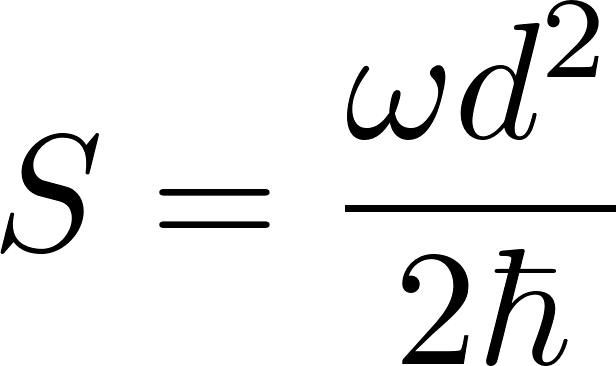 S = ωd² / 2ℏ